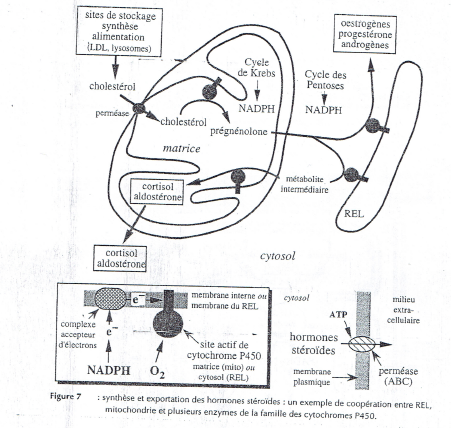 sites de stockage
synthèse
alimentation
(LDL, lysosomes)
oestrogènes
progestérone
androgènes
Cycle
de Krebs
Cycle des
Pentoses
cholestérol
NADPH
NADPH
perméase
cholestérol
prégnénolone
matrice
cortisol
aldostérone
métabolite
intermédiaire
REL
cortisol
aldostérone
cytosol
e⁻
membrane interne ou
membrane du REL
complexe
accepteur
d'électrons
e⁻
site actif de
cytochrome P450
matrice (mito) ou
cytosol (REL)
NADPH
O₂
cytosol
milieu
extra-
cellulaire
ATP
hormones
stéroïdes
membrane
plasmique
perméase
(ABC)
Figure 7 : synthèse et exportation des hormones stéroïdes : un exemple de coopération entre REL,
mitochondrie et plusieurs enzymes de la famille des cytochromes P450.